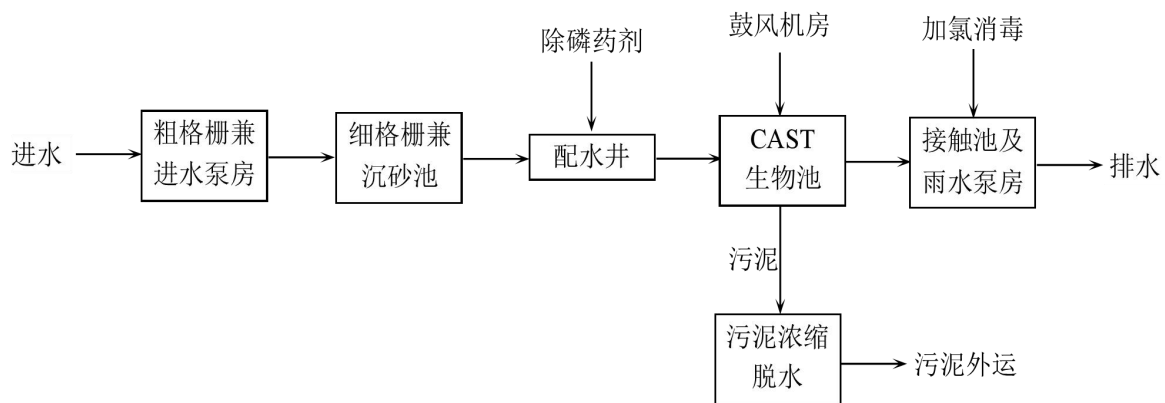 除磷药剂
鼓风机房
加氯消毒
进水
粗格栅兼
进水泵房
细格栅兼
沉砂池
配水井
CAST
生物池
接触池及
雨水泵房
排水
污泥
污泥浓缩
脱水
污泥外运